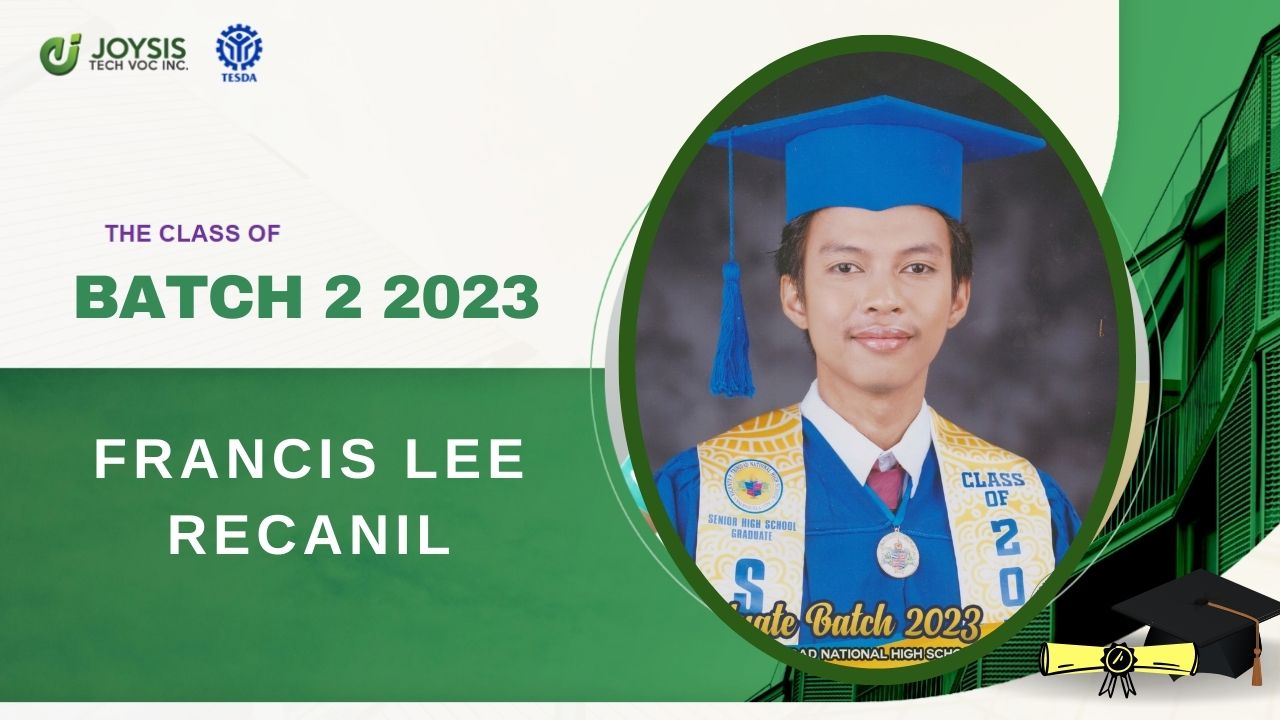 JOYSIS
TECH VOC INC.
TESDA
THE CLASS OF
BATCH 2 2023
FRANCIS LEE
RECANIL
SENIOR HIGH SCHOOL
GRADUATE
S
CLASS
OF
2
0
Batch 2023
NATIONAL HIGH